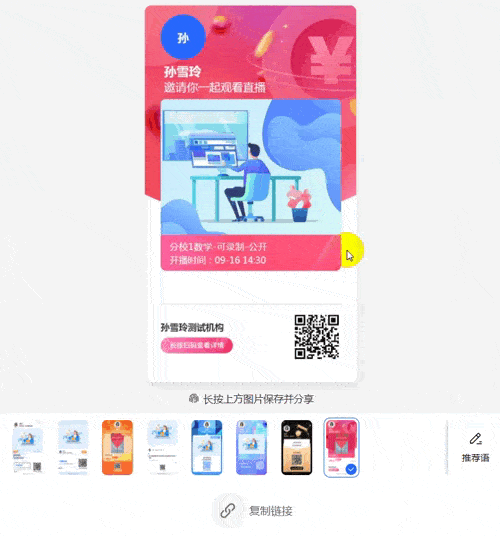 孙
孙雪玲
邀请你一起观看直播
分校1数学-可录制-公开
开播时间：09-16 14:30
孙雪玲测试机构
长按扫码查看详情
长按上方图片保存并分享
推荐语
复制链接